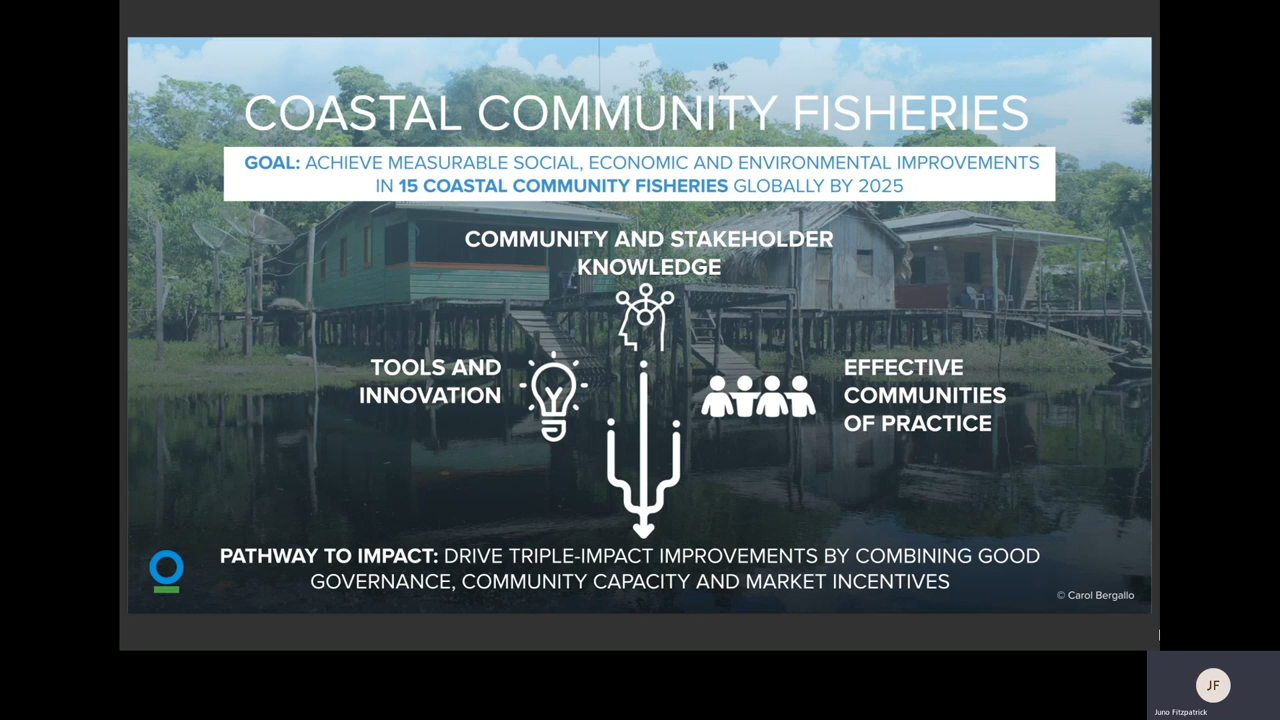 COASTAL COMMUNITY FISHERIES
GOAL: ACHIEVE MEASURABLE SOCIAL, ECONOMIC AND ENVIRONMENTAL IMPROVEMENTS
IN 15 COASTAL COMMUNITY FISHERIES GLOBALLY BY 2025
COMMUNITY AND STAKEHOLDER
KNOWLEDGE
TOOLS AND
INNOVATION
EFFECTIVE
COMMUNITIES
OF PRACTICE
PATHWAY TO IMPACT: DRIVE TRIPLE-IMPACT IMPROVEMENTS BY COMBINING GOOD
GOVERNANCE, COMMUNITY CAPACITY AND MARKET INCENTIVES
© Carol Bergallo
JF
Juno Fitzpatrick